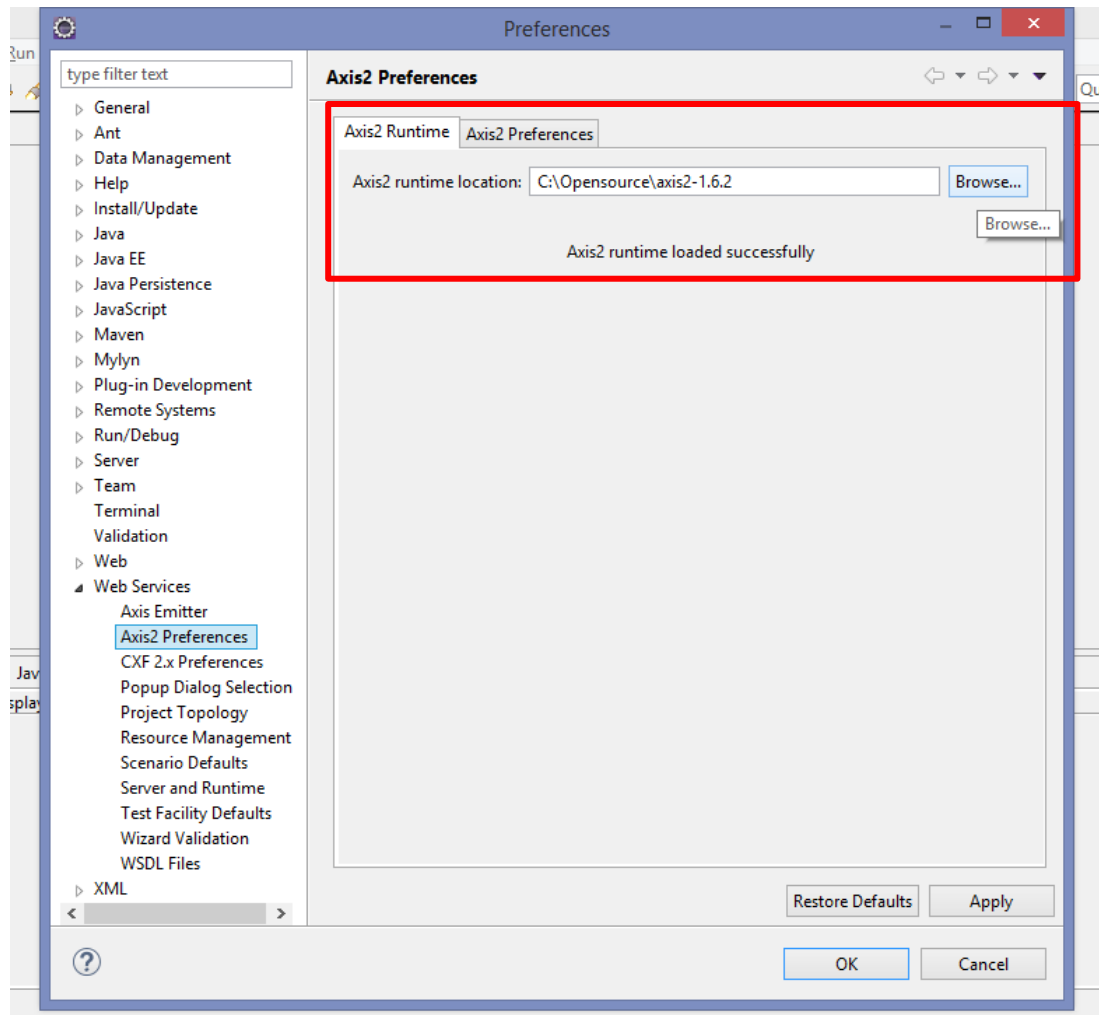 Preferences
Run
type filter text
Axis2 Preferences
Qu
General
Ant
Data Management
Help
Install/Update
Java
Java EE
Java Persistence
JavaScript
Maven
Mylyn
Plug-in Development
Remote Systems
Run/Debug
Server
Team
Terminal
Validation
Web
Web Services
Axis Emitter
Axis2 Preferences
CXF 2.x Preferences
Popup Dialog Selection
Project Topology
Resource Management
Scenario Defaults
Server and Runtime
Test Facility Defaults
Wizard Validation
WSDL Files
XML
Axis2 Runtime Axis2 Preferences
Axis2 runtime location: C:\Opensource\axis2-1.6.2 Browse...
Browse...
Axis2 runtime loaded successfully
Jav
splay
Restore Defaults Apply
? OK Cancel